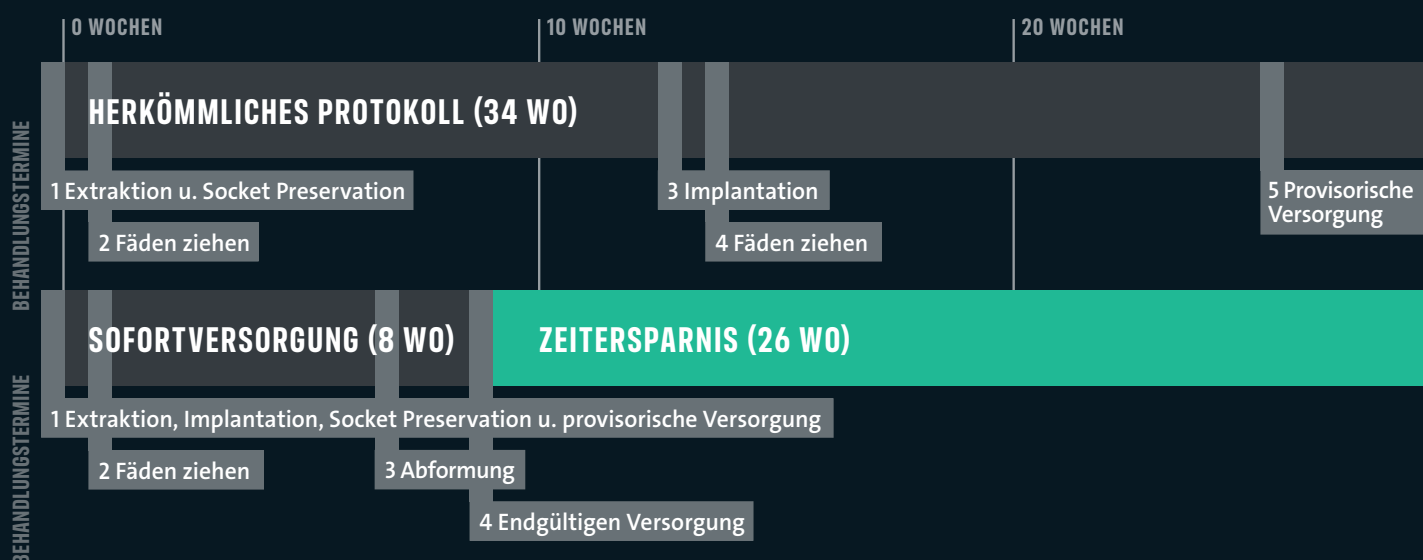 0 WOCHEN
10 WOCHEN
20 WOCHEN
BEHANDLUNGSTERMINE
HERKÖMMLICHES PROTOKOLL (34 WO)
1 Extraktion u. Socket Preservation
3 Implantation
5 Provisorische
Versorgung
2 Fäden ziehen
4 Fäden ziehen
BEHANDLUNGSTERMINE
SOFORTVERSORGUNG (8 WO)
ZEITERSPARNIS (26 WO)
1 Extraktion, Implantation, Socket Preservation u. provisorische Versorgung
2 Fäden ziehen
3 Abformung
4 Endgültigen Versorgung